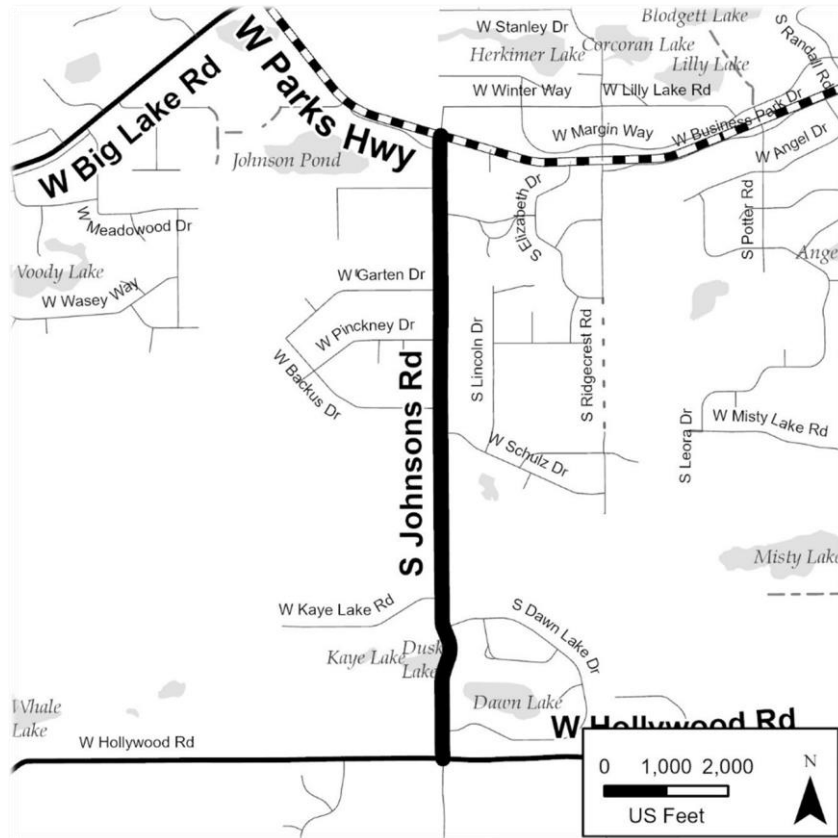 Blodgett Lake
W Stanley Dr
S Randall Rd
Herkimer Lake
Corcoran Lake
Lilly Lake
W Parks Hwy
W Big Lake Rd
W Winter Way
W Lilly Lake Rd
W Business Park Dr
W Margin Way
W Angel Dr
Johnson Pond
S Elizabeth Dr
S Potter Rd
W Meadowood Dr
Woody Lake
Ange
W Garten Dr
W Wasey Way
W Pinckney Dr
W Backus Dr
S Lincoln Dr
S Ridgecrest Rd
S Johnsons Rd
W Misty Lake Rd
S Leora Dr
W Schulz Dr
Misty Lake
W Kaye Lake Rd
S Dawn Lake Dr
Kaye Lake
Dusk
Lake
Dawn Lake
Whale
Lake
W Hollywood Rd
W Hollywood Rd
0 1,000 2,000
US Feet
N